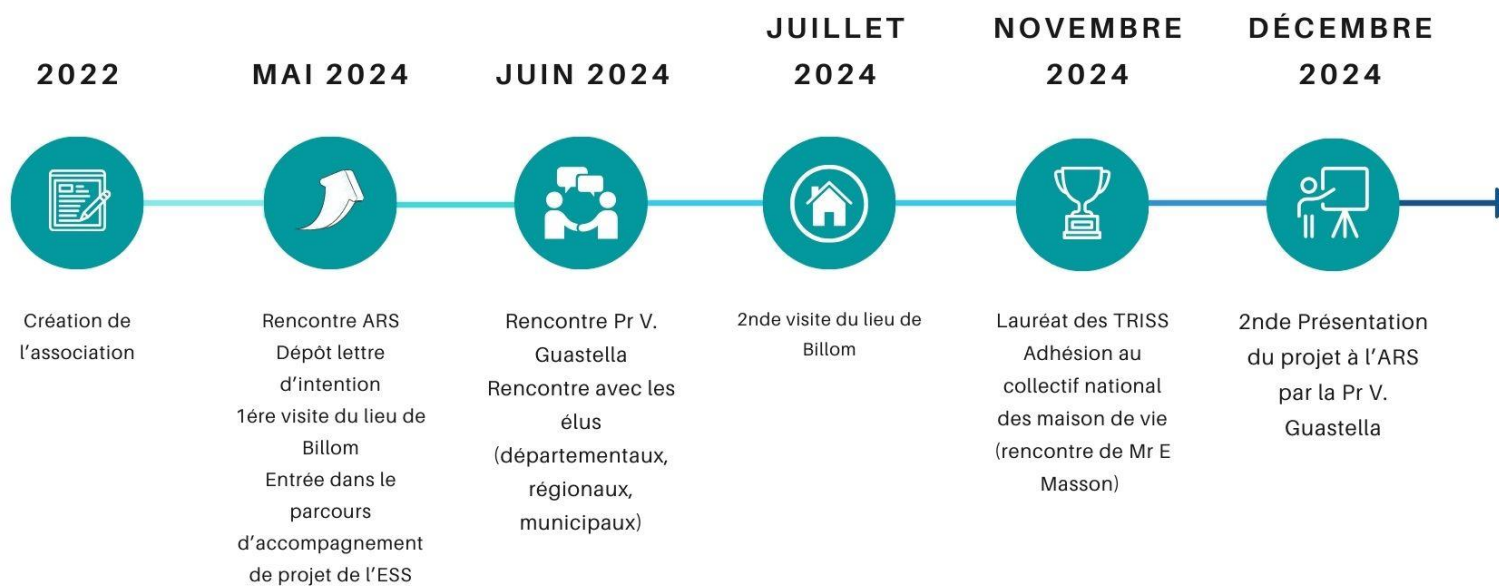 2022
Création de
l'association
MAI 2024
Rencontre ARS
Dépôt lettre
d'intention
1ére visite du lieu de
Billom
Entrée dans le
parcours
d'accompagnement
de projet de l'ESS
JUIN 2024
Rencontre Pr V.
Guastella
Rencontre avec les
élus
(départementaux,
régionaux,
municipaux)
JUILLET
2024
2nde visite du lieu de
Billom
NOVEMBRE
2024
Lauréat des TRISS
Adhésion au
collectif national
des maison de vie
(rencontre de Mr E
Masson)
DÉCEMBRE
2024
2nde Présentation
du projet à l'ARS
par la Pr V.
Guastella